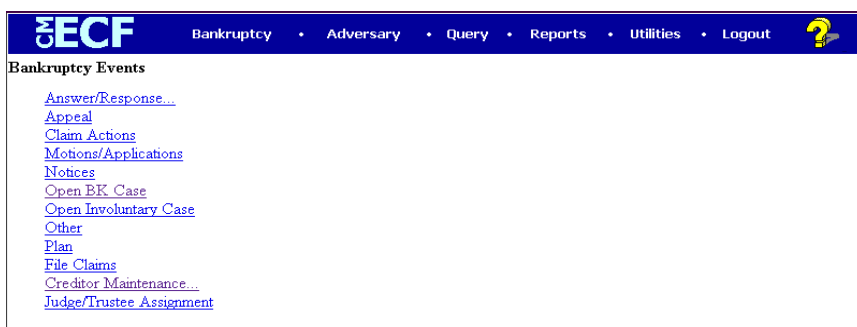 CM ECF Bankruptcy • Adversary • Query • Reports • Utilities • Logout ?
Bankruptcy Events
Answer/Response...
Appeal
Claim Actions
Motions/Applications
Notices
Open BK Case
Open Involuntary Case
Other
Plan
File Claims
Creditor Maintenance...
Judge/Trustee Assignment